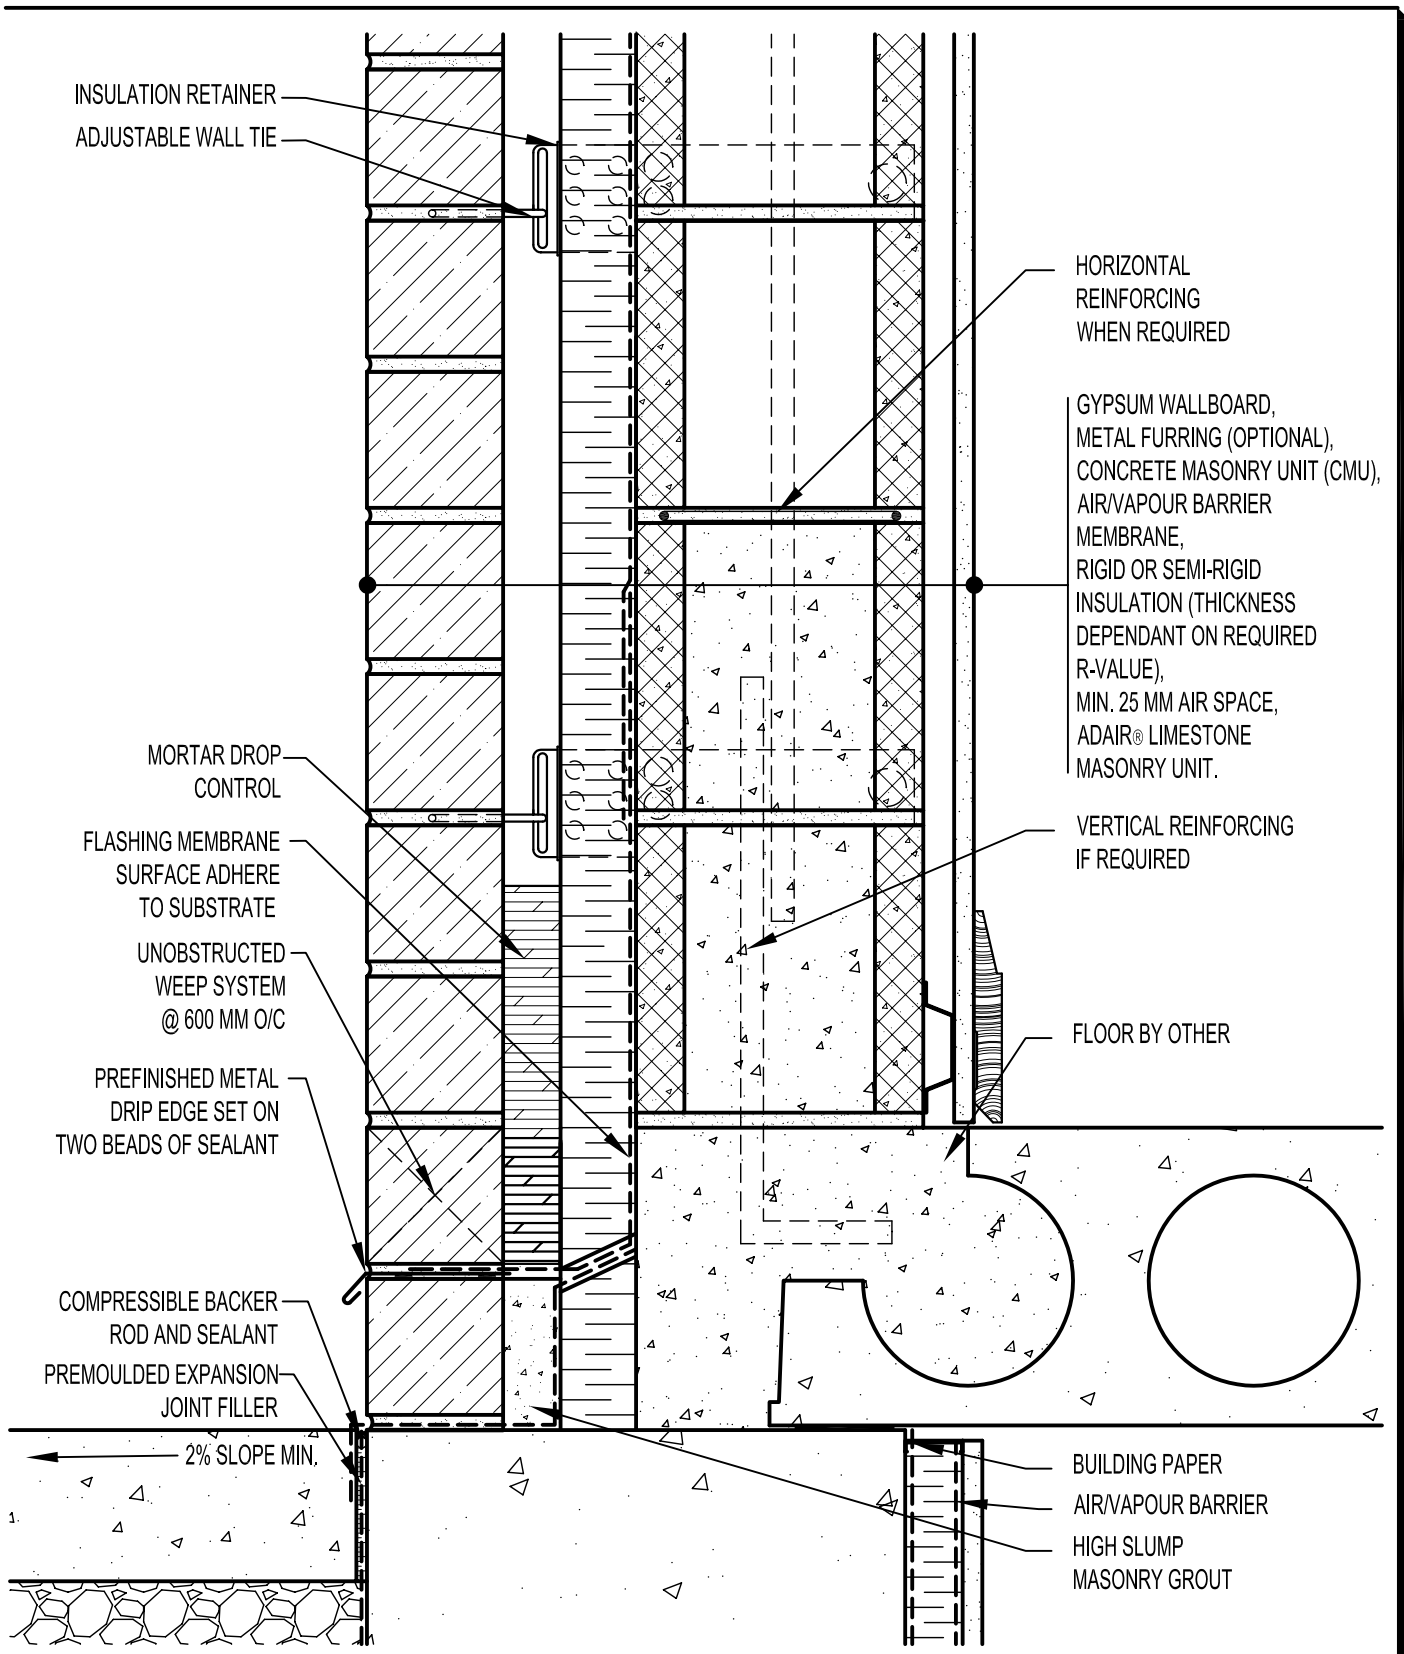 INSULATION RETAINER
ADJUSTABLE WALL TIE
HORIZONTAL
REINFORCING
WHEN REQUIRED
GYPSUM WALLBOARD,
METAL FURRING (OPTIONAL),
CONCRETE MASONRY UNIT (CMU),
AIR/VAPOUR BARRIER
MEMBRANE,
RIGID OR SEMI-RIGID
INSULATION (THICKNESS
DEPENDANT ON REQUIRED
R-VALUE),
MIN. 25 MM AIR SPACE,
ADAIR® LIMESTONE
MASONRY UNIT.
MORTAR DROP
CONTROL
FLASHING MEMBRANE
SURFACE ADHERE
TO SUBSTRATE
VERTICAL REINFORCING
IF REQUIRED
UNOBSTRUCTED
WEEP SYSTEM
@ 600 MM O/C
FLOOR BY OTHER
PREFINISHED METAL
DRIP EDGE SET ON
TWO BEADS OF SEALANT
COMPRESSIBLE BACKER
ROD AND SEALANT
PREMOULDED EXPANSION
JOINT FILLER
2% SLOPE MIN.
BUILDING PAPER
AIR/VAPOUR BARRIER
HIGH SLUMP
MASONRY GROUT